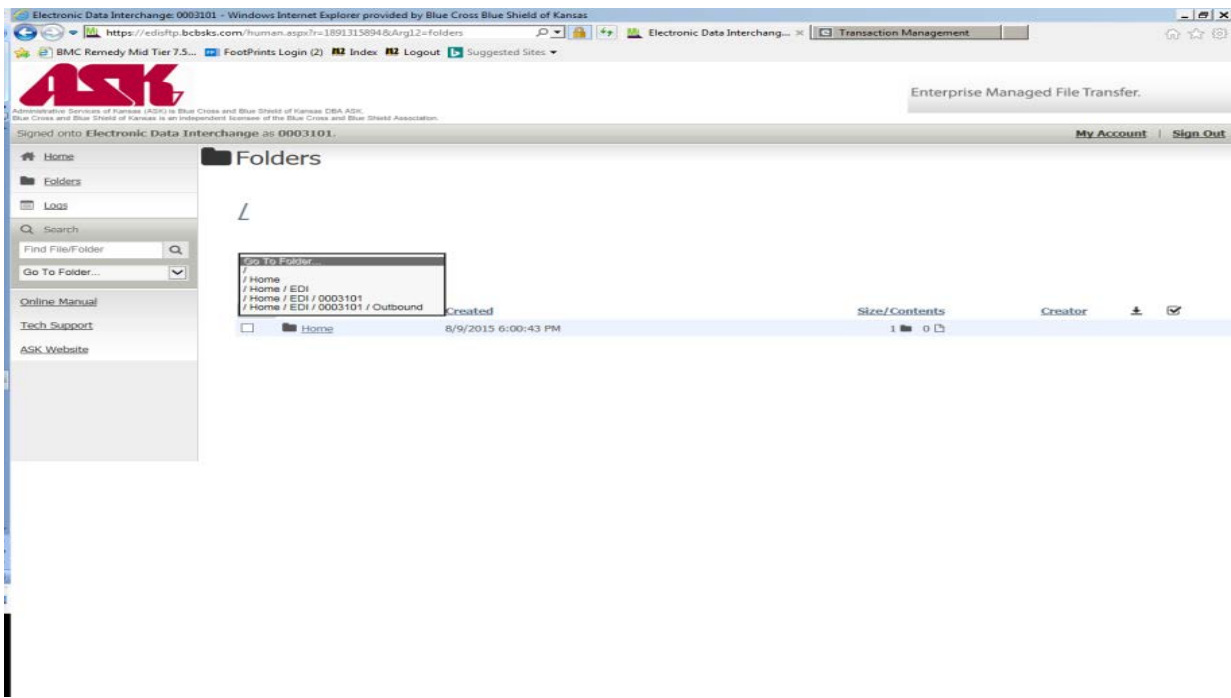 Electronic Data Interchange: 0003101 - Windows Internet Explorer provided by Blue Cross Blue Shield of Kansas
https://edisftp.bcbsks.com/human.aspx?r=1891315894&Arg12=folders
Electronic Data Interchang...
Transaction Management
BMC Remedy Mid Tier 7.5... FootPrints Login (2) Index Logout Suggested Sites
ASK
Enterprise Managed File Transfer.
Administrative Services of Kansas (ASK) is Blue Cross and Blue Shield of Kansas DBA ASK.
Blue Cross and Blue Shield of Kansas is an independent licensee of the Blue Cross and Blue Shield Association.
Signed onto Electronic Data Interchange as 0003101.
My Account | Sign Out
Home
Folders
Logs
Search
Find File/Folder
Go To Folder...
Online Manual
Tech Support
ASK Website
Folders
/
Go To Folder...
/
/ Home
/ Home / EDI
/ Home / EDI / 0003101
/ Home / EDI / 0003101 / Outbound
Created Size/Contents Creator
Home 8/9/2015 6:00:43 PM 1 0